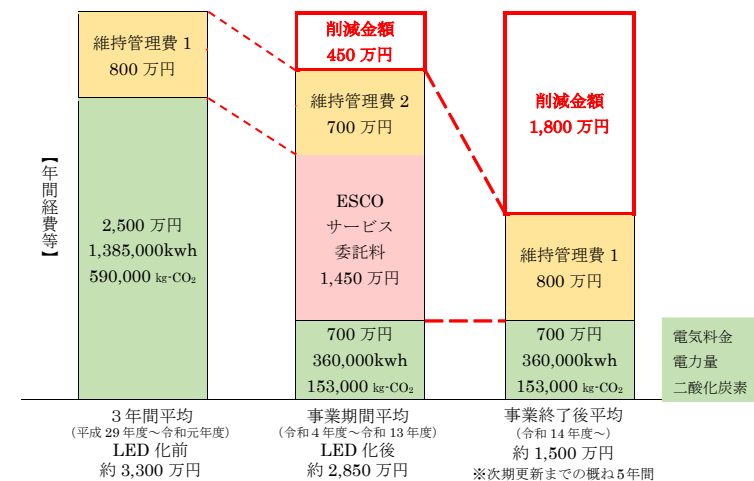 【年間経費等】
維持管理費 1
800 万円
2,500 万円
1,385,000kwh
590,000 kg-CO₂
3 年間平均
（平成 29 年度～令和元年度）
LED 化前
約 3,300 万円
削減金額
450 万円
維持管理費 2
700 万円
ESCO
サービス
委託料
1,450 万円
700 万円
360,000kwh
153,000 kg-CO₂
事業期間平均
（令和 4 年度～令和 13 年度）
LED 化後
約 2,850 万円
削減金額
1,800 万円
維持管理費 1
800 万円
700 万円
360,000kwh
153,000 kg-CO₂
事業終了後平均
（令和 14 年度～）
約 1,500 万円
※次期更新までの概ね 5 年間
電気料金
電力量
二酸化炭素